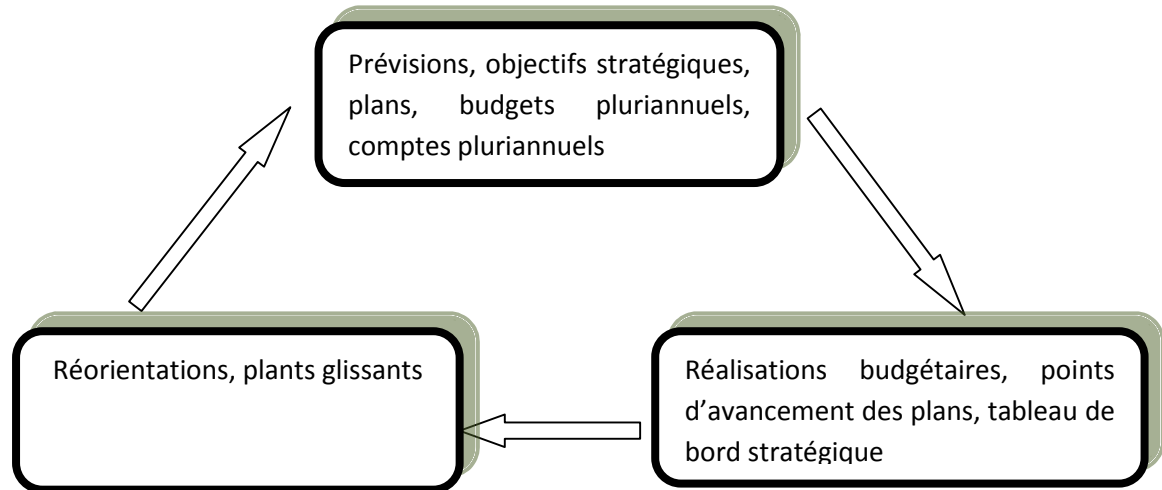 Prévisions, objectifs stratégiques,
plans, budgets pluriannuels,
comptes pluriannuels
Réorientations, plants glissants
Réalisations budgétaires, points
d’avancement des plans, tableau de
bord stratégique